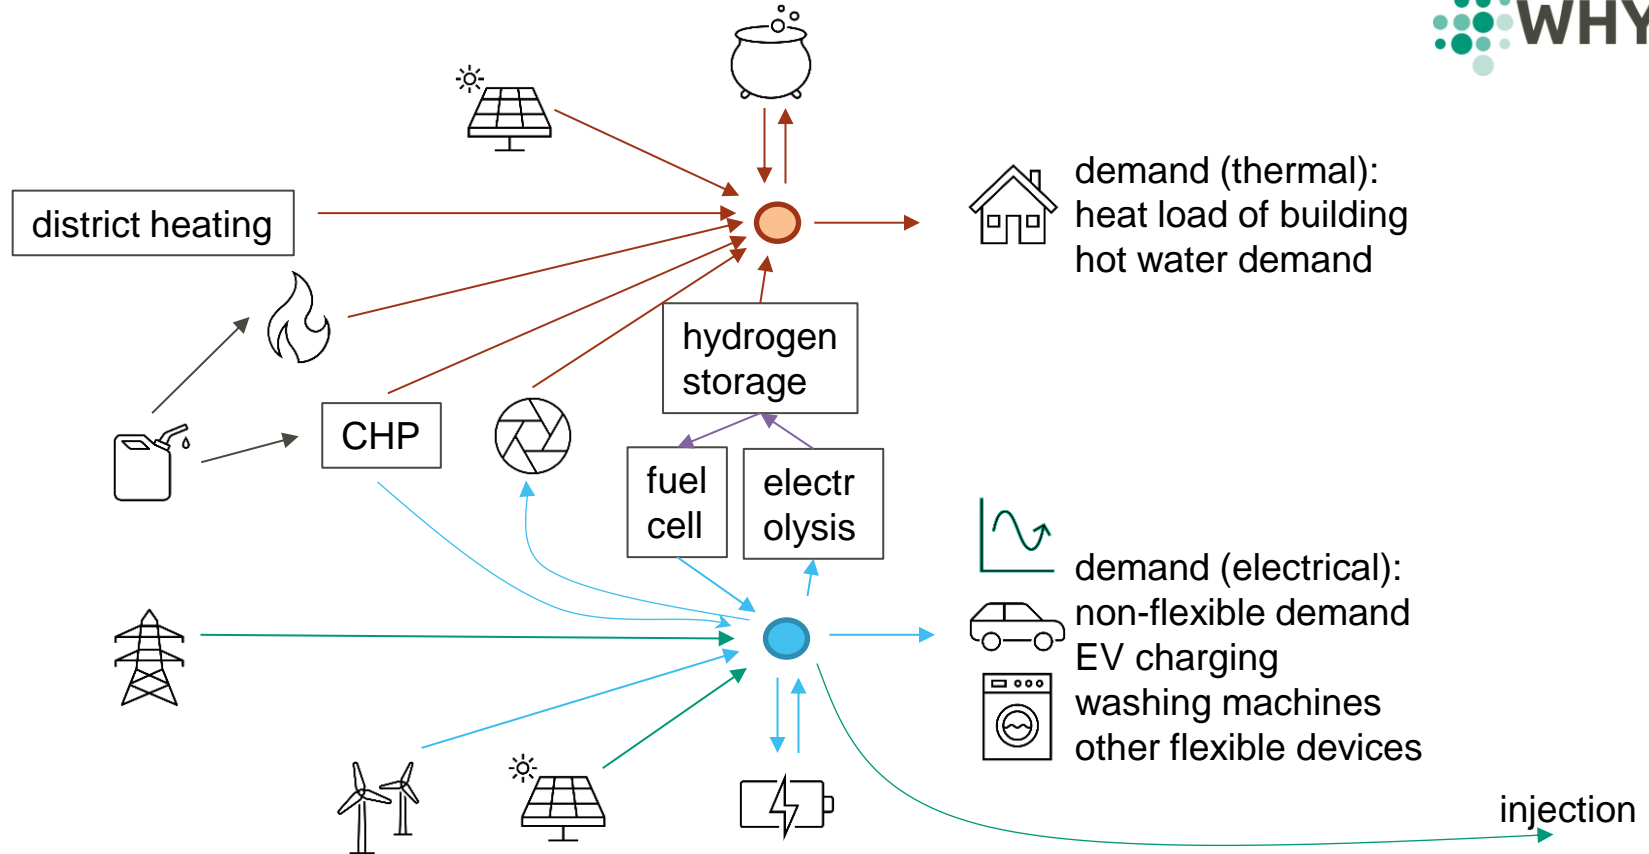 WHY
demand (thermal):
heat load of building
hot water demand
district heating
hydrogen
storage
CHP
fuel
cell
electr
olysis
demand (electrical):
non-flexible demand
EV charging
washing machines
other flexible devices
injection